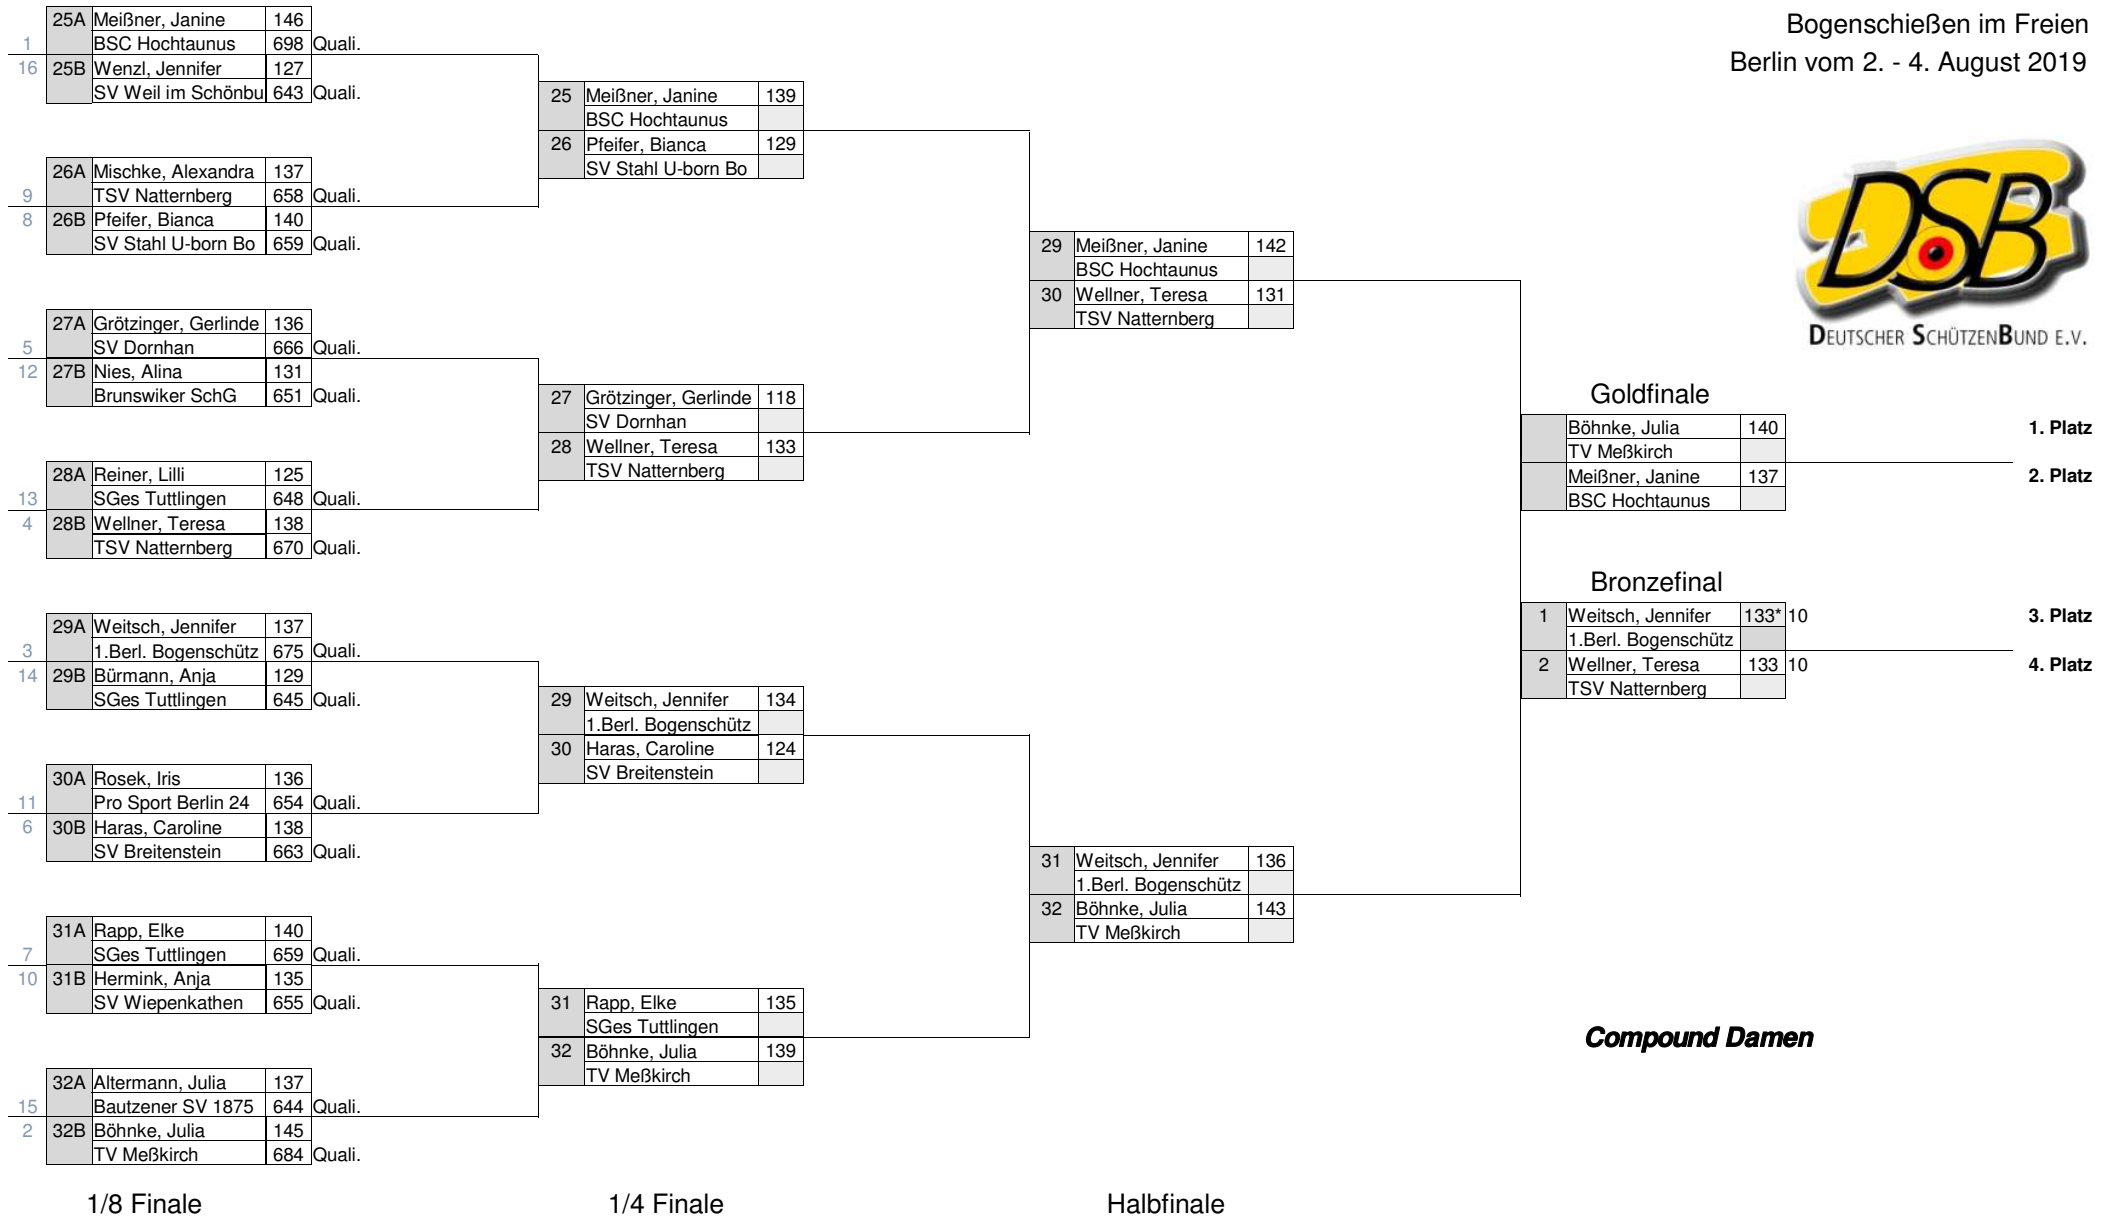 Bogenschießen im Freien
Berlin vom 2. - 4. August 2019
DSB
DEUTSCHER SCHÜTZENBUND E.V.
25A Meißner, Janine 146
1 BSC Hochtaunus 698 Quali.
16 25B Wenzl, Jennifer 127
SV Weil im Schönbu 643 Quali.
26A Mischke, Alexandra 137
9 TSV Natternberg 658 Quali.
8 26B Pfeifer, Bianca 140
SV Stahl U-born Bo 659 Quali.
27A Grötzinger, Gerlinde 136
5 SV Dornhan 666 Quali.
12 27B Nies, Alina 131
Brunswiker SchG 651 Quali.
28A Reiner, Lilli 125
13 SGes Tuttlingen 648 Quali.
4 28B Wellner, Teresa 138
TSV Natternberg 670 Quali.
29A Weitsch, Jennifer 137
3 1.Berl. Bogenschütz 675 Quali.
14 29B Bürmann, Anja 129
SGes Tuttlingen 645 Quali.
30A Rosek, Iris 136
11 Pro Sport Berlin 24 654 Quali.
6 30B Haras, Caroline 138
SV Breitenstein 663 Quali.
31A Rapp, Elke 140
7 SGes Tuttlingen 659 Quali.
10 31B Hermink, Anja 135
SV Wiepenkathen 655 Quali.
32A Altermann, Julia 137
15 Bautzener SV 1875 644 Quali.
2 32B Böhnke, Julia 145
TV Meßkirch 684 Quali.
1/8 Finale
25 Meißner, Janine 139
BSC Hochtaunus
26 Pfeifer, Bianca 129
SV Stahl U-born Bo
27 Grötzinger, Gerlinde 118
SV Dornhan
28 Wellner, Teresa 133
TSV Natternberg
29 Weitsch, Jennifer 134
1.Berl. Bogenschütz
30 Haras, Caroline 124
SV Breitenstein
31 Rapp, Elke 135
SGes Tuttlingen
32 Böhnke, Julia 139
TV Meßkirch
1/4 Finale
29 Meißner, Janine 142
BSC Hochtaunus
30 Wellner, Teresa 131
TSV Natternberg
31 Weitsch, Jennifer 136
1.Berl. Bogenschütz
32 Böhnke, Julia 143
TV Meßkirch
Halbfinale
Goldfinale
Böhnke, Julia 140 1. Platz
TV Meßkirch
Meißner, Janine 137 2. Platz
BSC Hochtaunus
Bronzefinal
1 Weitsch, Jennifer 133* 10 3. Platz
1.Berl. Bogenschütz
2 Wellner, Teresa 133 10 4. Platz
TSV Natternberg
Compound Damen